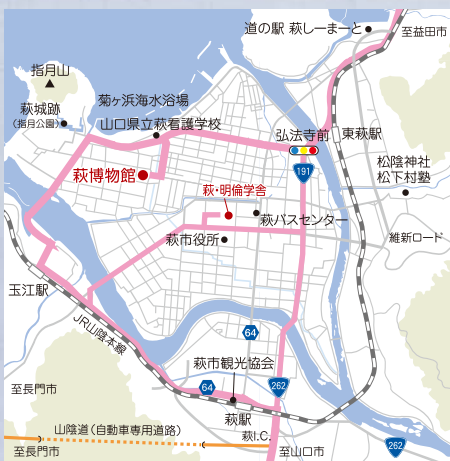 道の駅 萩しーまーと
至益田市
指月山
萩城跡
(指月公園)
菊ヶ浜海水浴場
山口県立萩看護学校
弘法寺前
東萩駅
191
松陰神社
松下村塾
萩博物館
萩・明倫学舎
萩バスセンター
萩市役所
維新ロード
玉江駅
JR山陰本線
64
萩市観光協会
64
262
至長門市
萩駅
山陰道(自動車専用道路)
萩I.C.
至長門市
至山口市
262